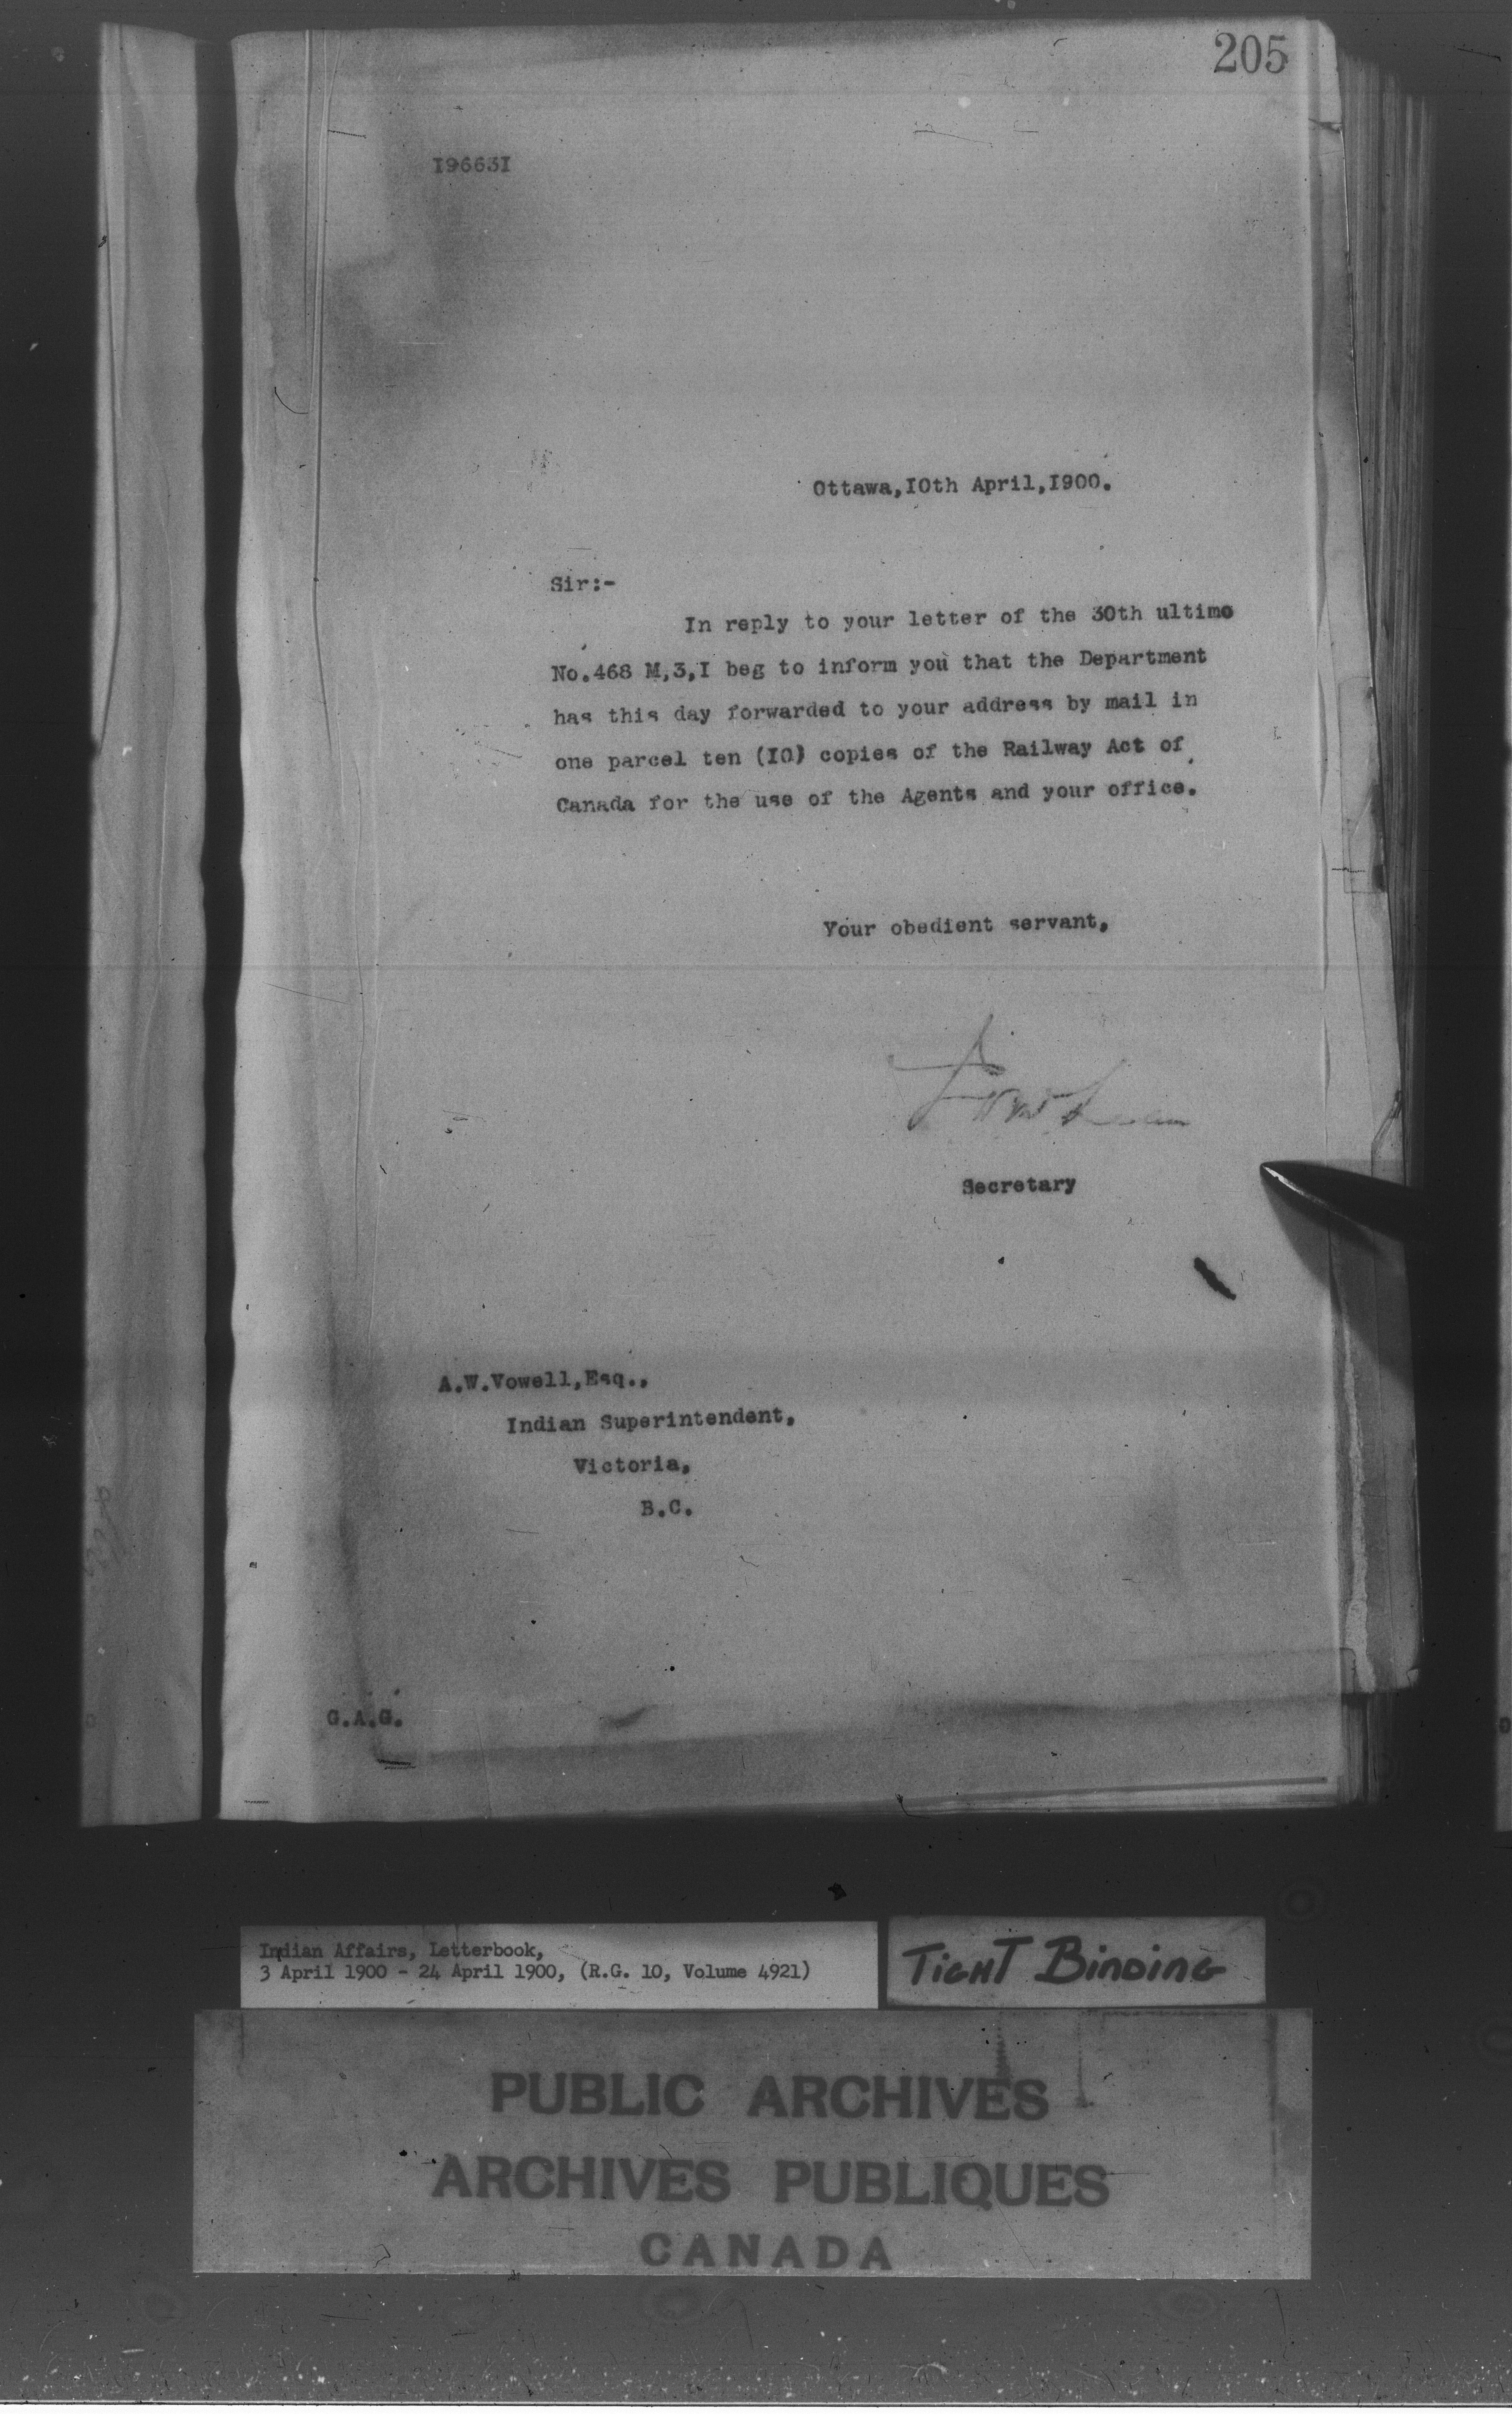 205
196631
Ottawa,10th April,1900.
Sir:-
In reply to your letter of the 30th ultimo
No.468 M,3,I beg to inform you that the Department
has this day forwarded to your address by mail in
one parcel ten (10) copies of the Railway Act of
Canada for the use of the Agents and your office.
Your obedient servant,
Secretary
A.W.Vowell,Esq.,
Indian Superintendent,
Victoria,
B.C.
G.A.G.
Indian Affairs, Letterbook,
3 April 1900 - 24 April 1900, (R.G. 10, Volume 4921)
TIGHT BINDING
PUBLIC ARCHIVES
ARCHIVES PUBLIQUES
CANADA